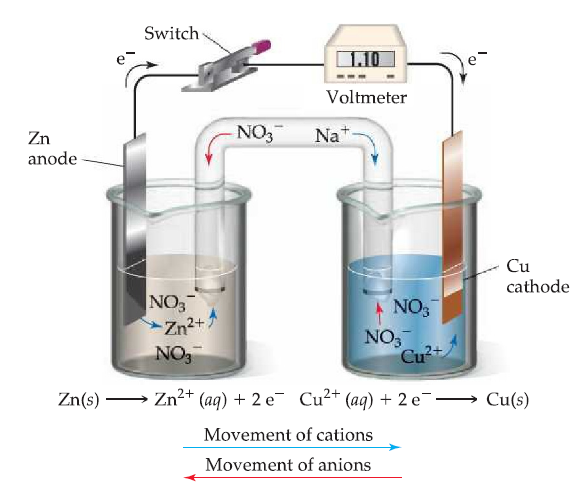 Switch
e⁻
1.10
e⁻
Voltmeter
NO₃⁻
Na⁺
Zn
anode
Cu
cathode
NO₃⁻
Zn²⁺
NO₃⁻
NO₃⁻
NO₃⁻
Cu²⁺
Zn(s) ⟶ Zn²⁺ (aq) + 2 e⁻ Cu²⁺ (aq) + 2 e⁻ ⟶ Cu(s)
Movement of cations
Movement of anions